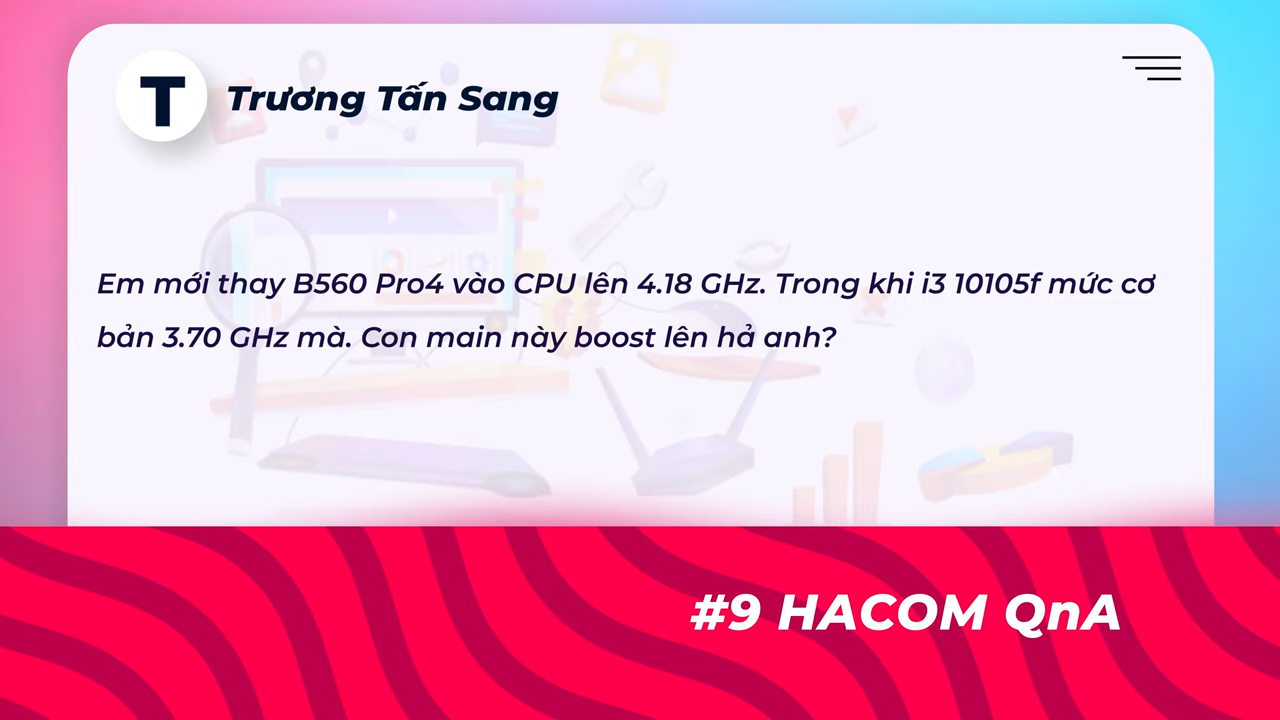 T
Trương Tấn Sang
Em mới thay B560 Pro4 vào CPU lên 4.18 GHz. Trong khi i3 10105f mức cơ
bản 3.70 GHz mà. Con main này boost lên hả anh?
#9 HACOM QnA